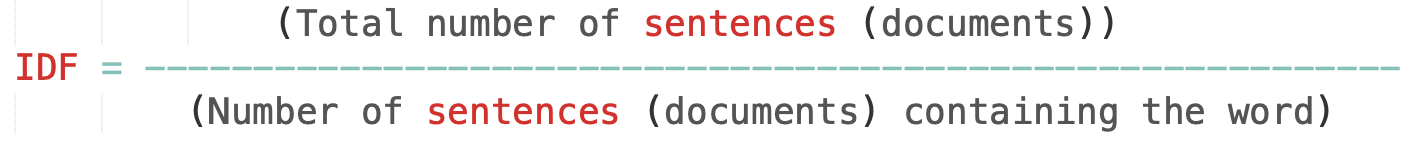 (Total number of sentences (documents))
IDF = ----------------------------------------------------------
(Number of sentences (documents) containing the word)